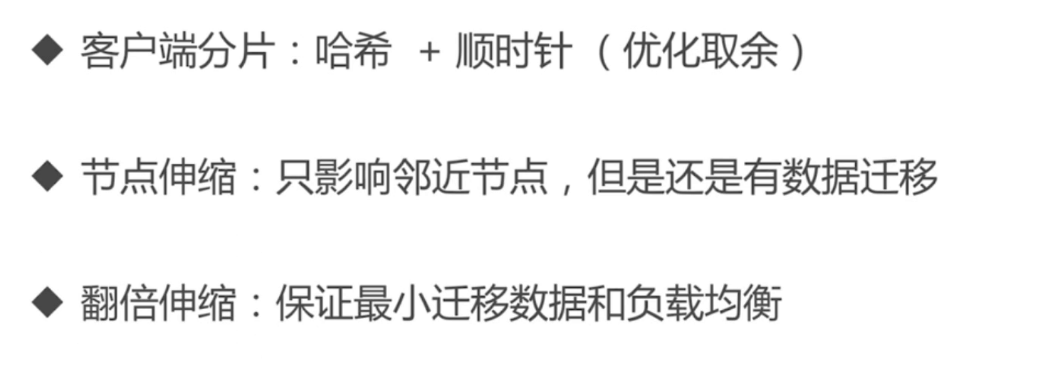 ◆ 客户端分片：哈希 + 顺时针（优化取余）
◆ 节点伸缩：只影响邻近节点，但是还是有数据迁移
◆ 翻倍伸缩：保证最小迁移数据和负载均衡